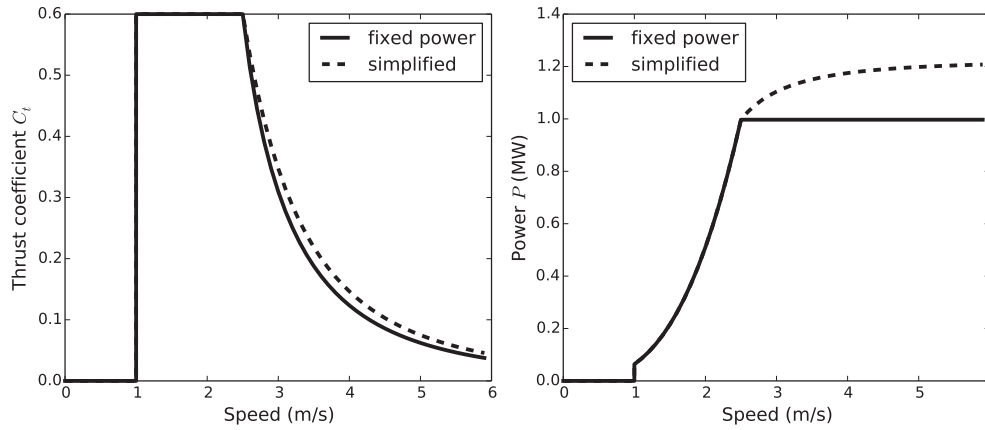 0.6
0.5
0.4
0.3
0.2
0.1
0.0
Thrust coefficient Ct
fixed power
simplified
0 1 2 3 4 5 6
Speed (m/s)
1.4
1.2
1.0
0.8
0.6
0.4
0.2
0.0
Power P (MW)
fixed power
simplified
0 1 2 3 4 5
Speed (m/s)